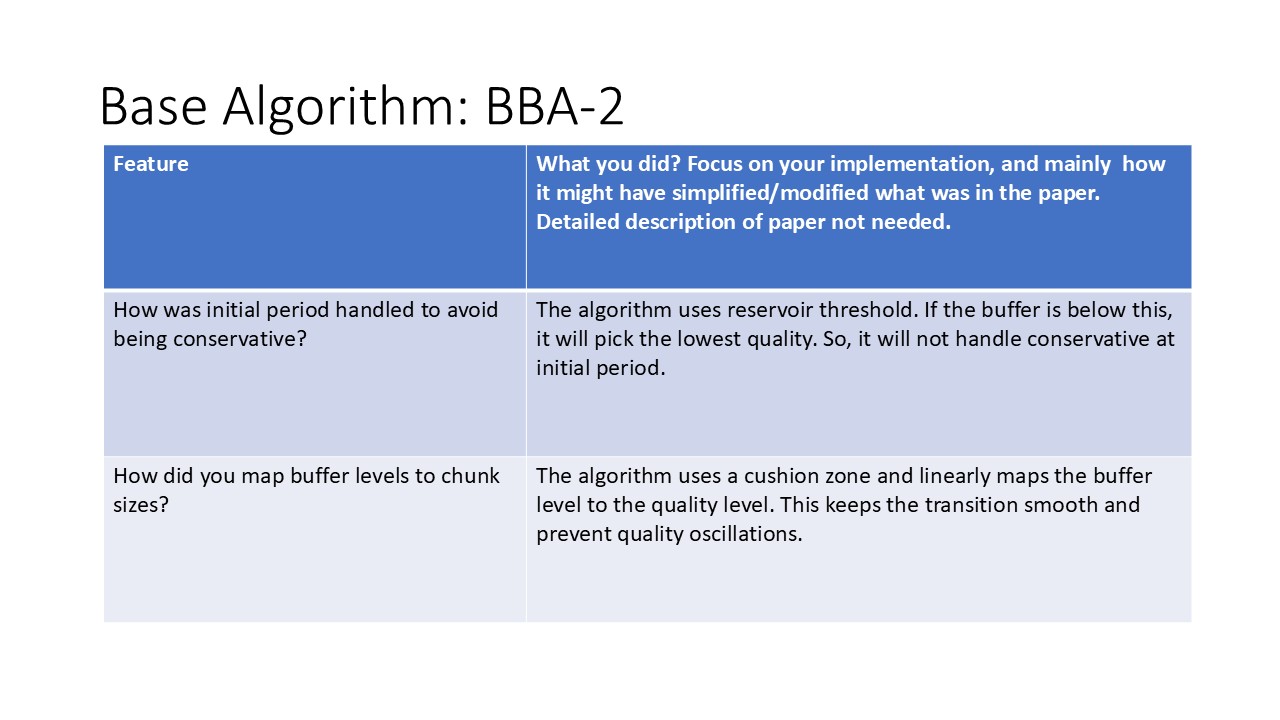 Base Algorithm: BBA-2
Feature
What you did? Focus on your implementation, and mainly  how
it might have simplified/modified what was in the paper.
Detailed description of paper not needed.
How was initial period handled to avoid
being conservative?
The algorithm uses reservoir threshold. If the buffer is below this,
it will pick the lowest quality. So, it will not handle conservative at
initial period.
How did you map buffer levels to chunk
sizes?
The algorithm uses a cushion zone and linearly maps the buffer
level to the quality level. This keeps the transition smooth and
prevent quality oscillations.